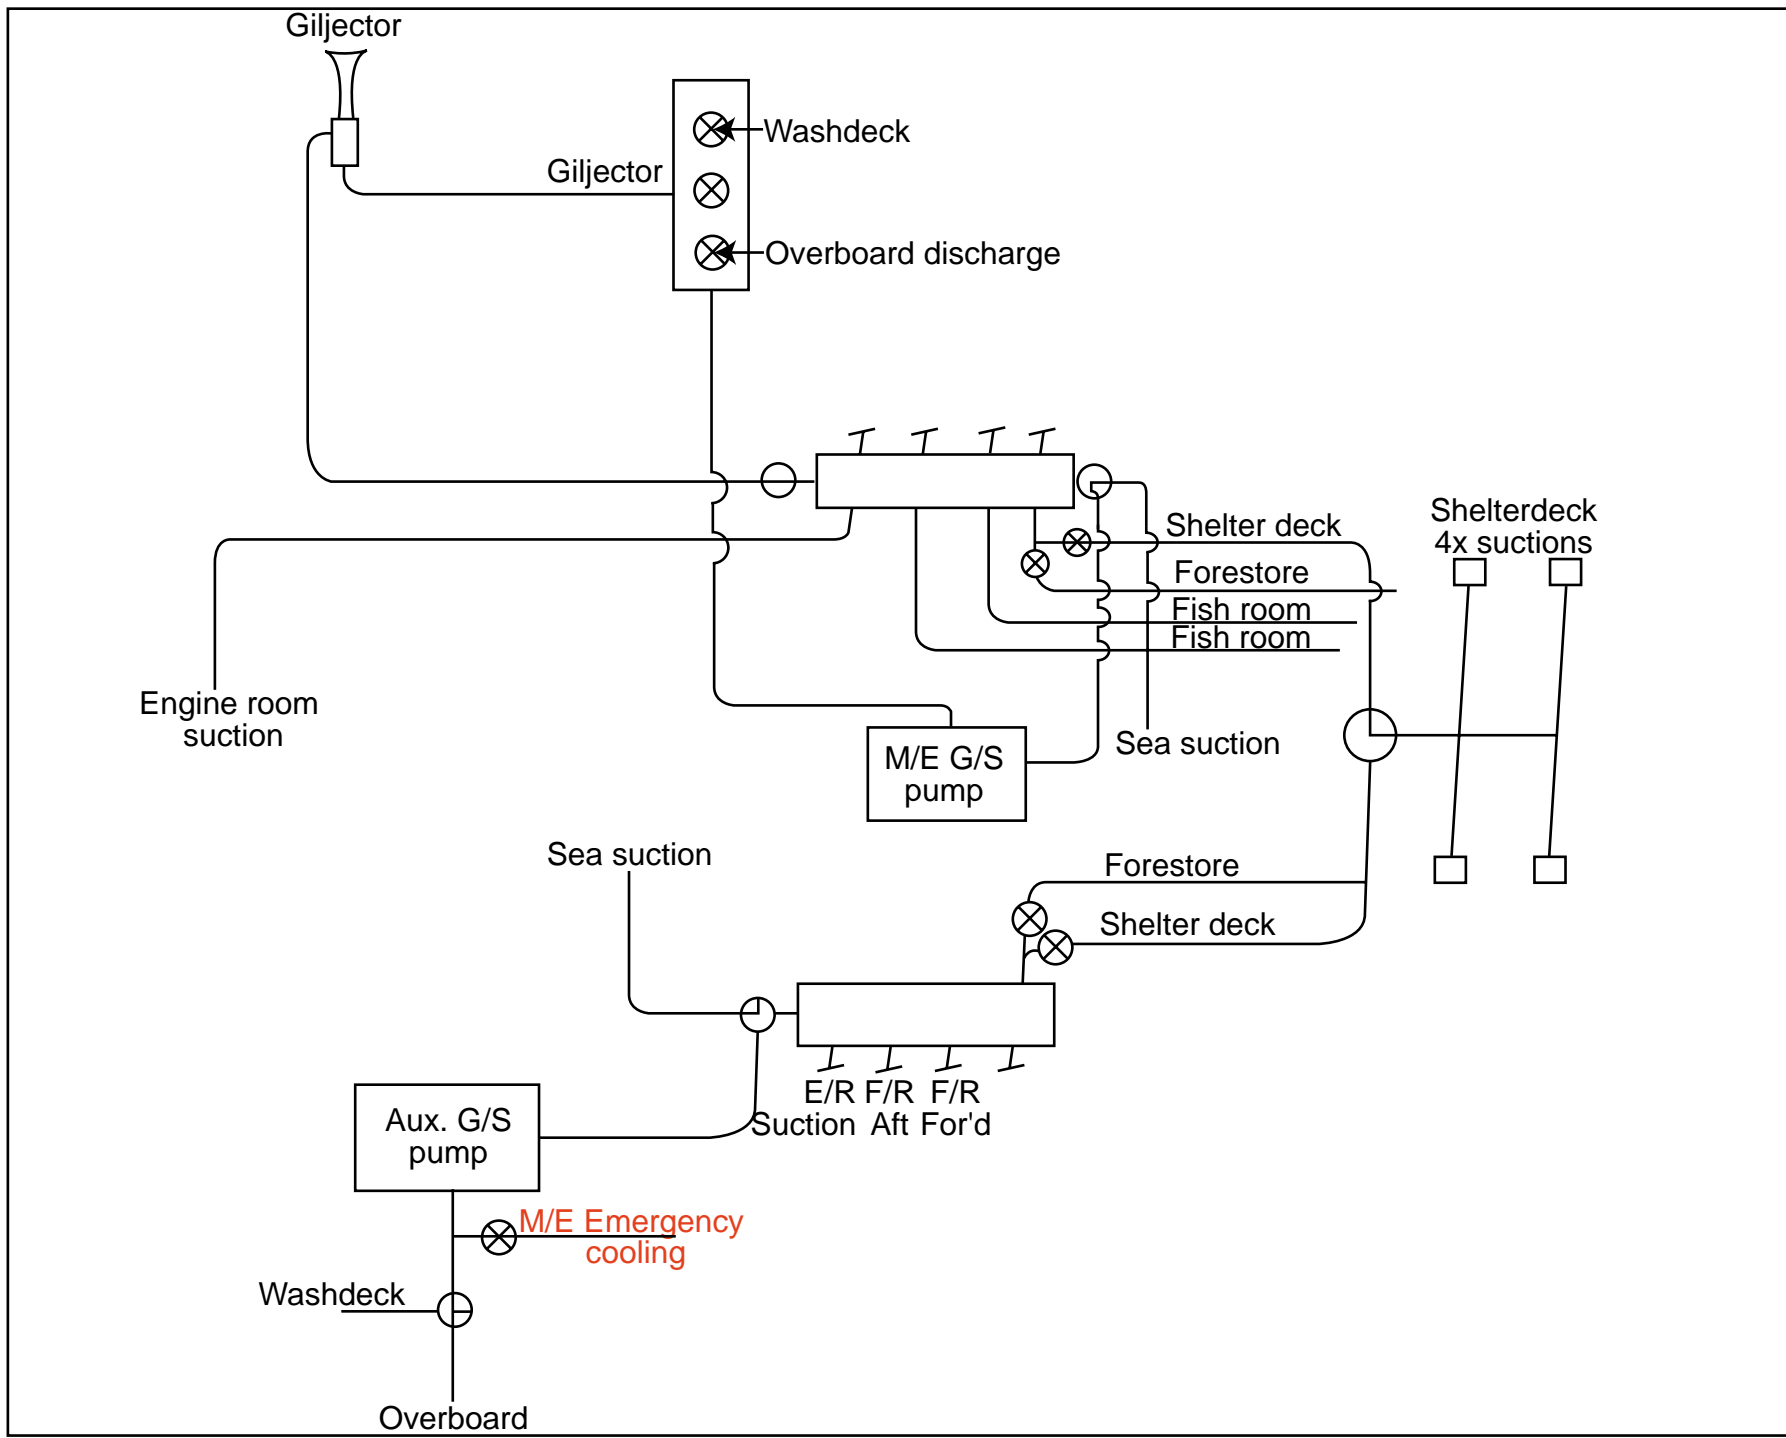 Giljector
Washdeck
Giljector
Overboard discharge
Shelterdeck
4x suctions
Shelter deck
Forestore
Fish room
Fish room
Engine room
suction
Sea suction
M/E G/S
pump
Sea suction
Forestore
Shelter deck
E/R F/R F/R
Suction Aft For'd
Aux. G/S
pump
M/E Emergency
cooling
Washdeck
Overboard